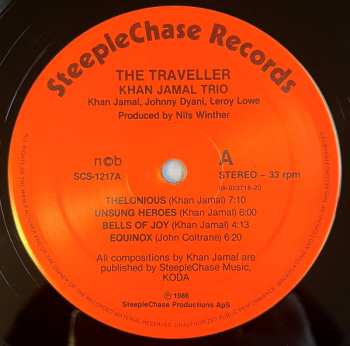 SteepleChase Records
THE TRAVELLER
KHAN JAMAL TRIO
Khan Jamal, Johnny Dyani, Leroy Lowe
Produced by Nils Winther
n©b
A
SCS-1217A
STEREO – 33 rpm
THELONIOUS (Khan Jamal) 7:10
UNSUNG HEROES (Khan Jamal) 6:00
BELLS OF JOY (Khan Jamal) 4:13
EQUINOX (John Coltrane) 6:20
All compositions by Khan Jamal are
published by SteepleChase Music,
KODA
℗ 1986
SteepleChase Productions ApS